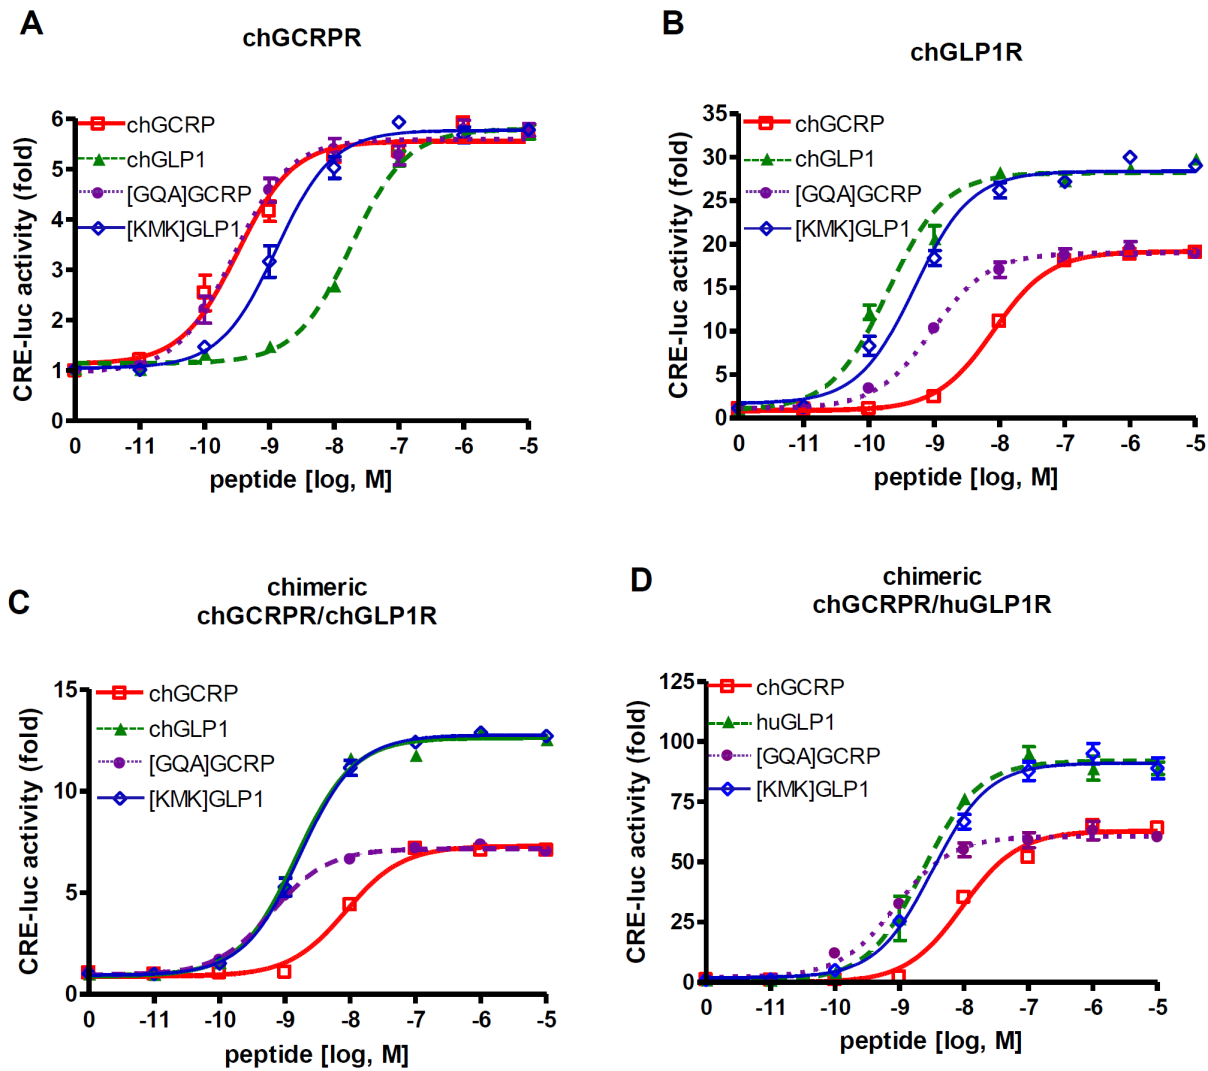 A
chGCRPR
CRE-luc activity (fold)
6
5
4
3
2
1
0
chGCRP
chGLP1
[GQA]GCRP
[KMK]GLP1
0 -11 -10 -9 -8 -7 -6 -5
peptide [log, M]
B
chGLP1R
CRE-luc activity (fold)
35
30
25
20
15
10
5
0
chGCRP
chGLP1
[GQA]GCRP
[KMK]GLP1
0 -11 -10 -9 -8 -7 -6 -5
peptide [log, M]
C
chimeric
chGCRPR/chGLP1R
CRE-luc activity (fold)
15
10
5
0
chGCRP
chGLP1
[GQA]GCRP
[KMK]GLP1
0 -11 -10 -9 -8 -7 -6 -5
peptide [log, M]
D
chimeric
chGCRPR/huGLP1R
CRE-luc activity (fold)
125
100
75
50
25
0
chGCRP
huGLP1
[GQA]GCRP
[KMK]GLP1
0 -11 -10 -9 -8 -7 -6 -5
peptide [log, M]